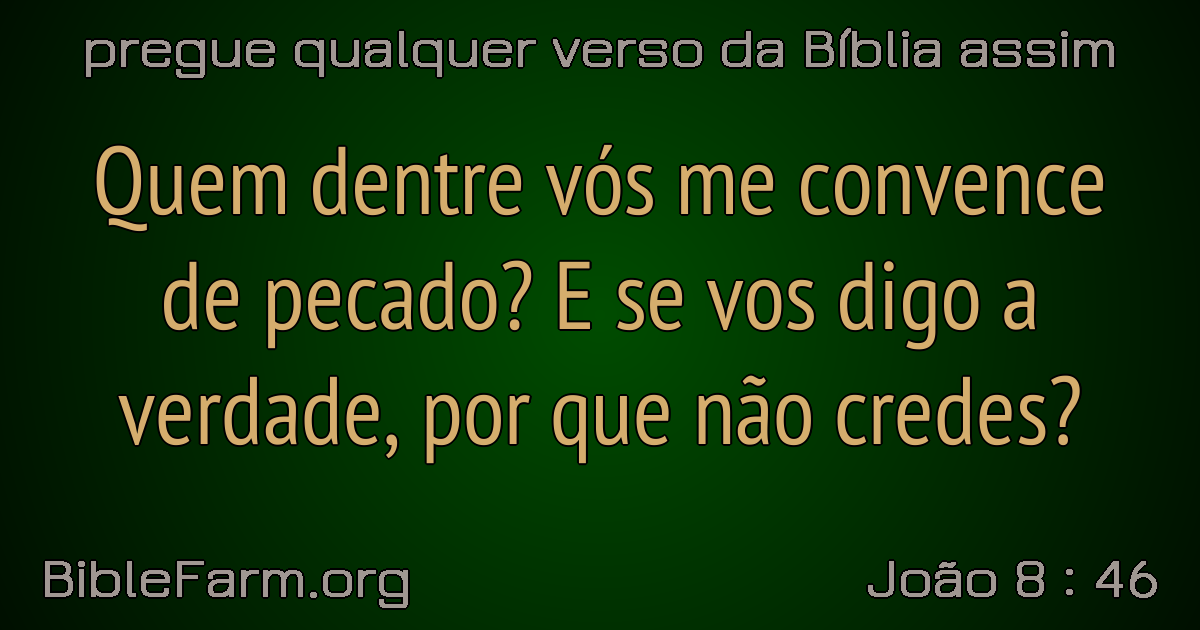 pregue qualquer verso da Bíblia assim
Quem dentre vós me convence
de pecado? E se vos digo a
verdade, por que não credes?
BibleFarm.org
João 8 : 46